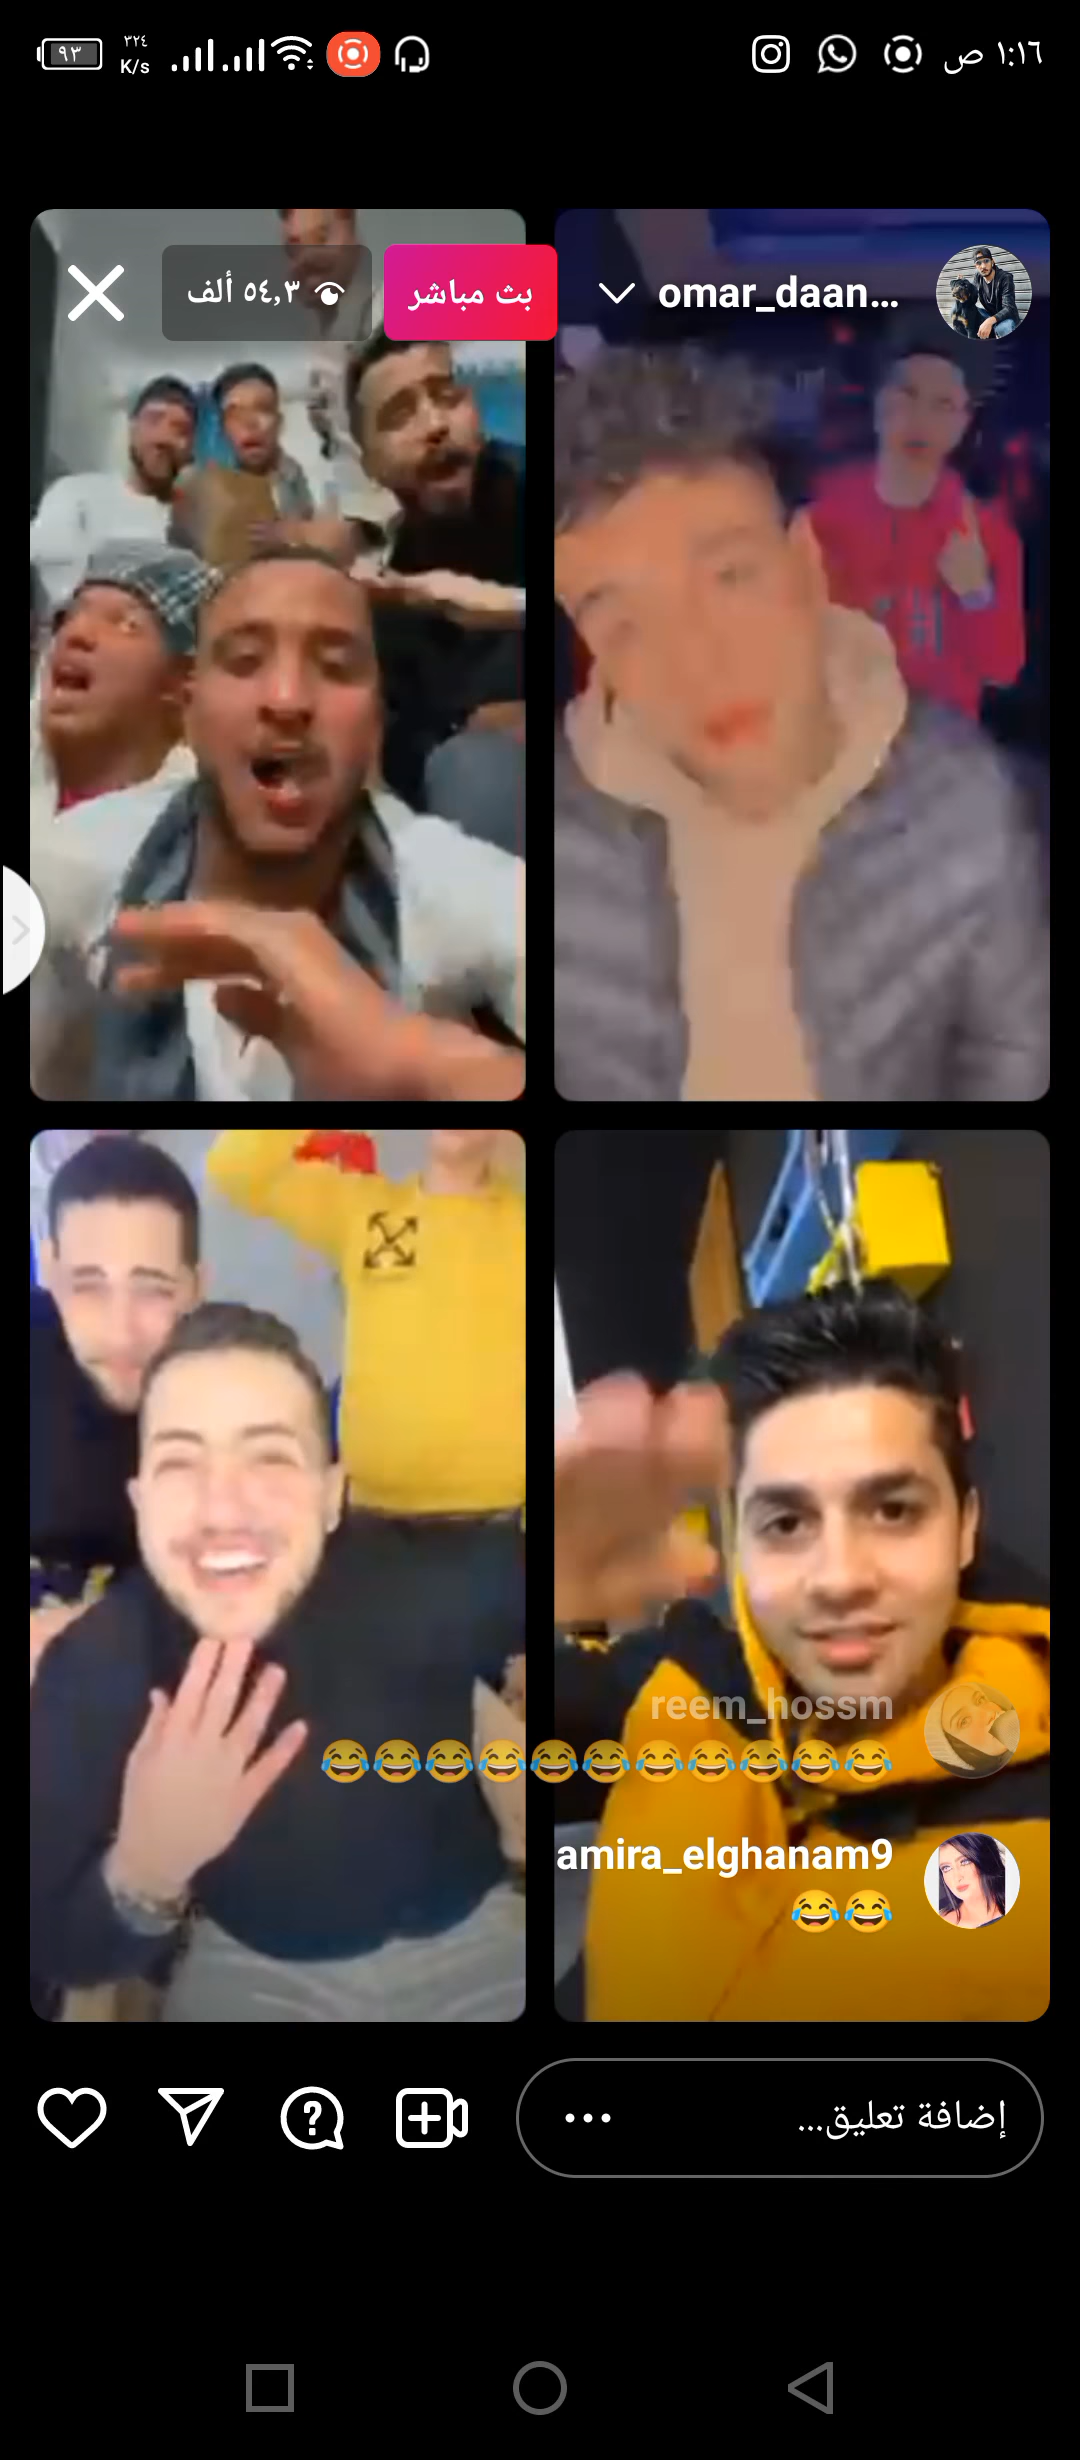 ١:١٦ ص
٣٢٤
K/s
٩٣
omar_daan...
بث مباشر
٥٤,٣ ألف
reem_hossm
😂😂😂😂😂😂😂😂😂😂😂
amira_elghanam9
😂😂
إضافة تعليق...